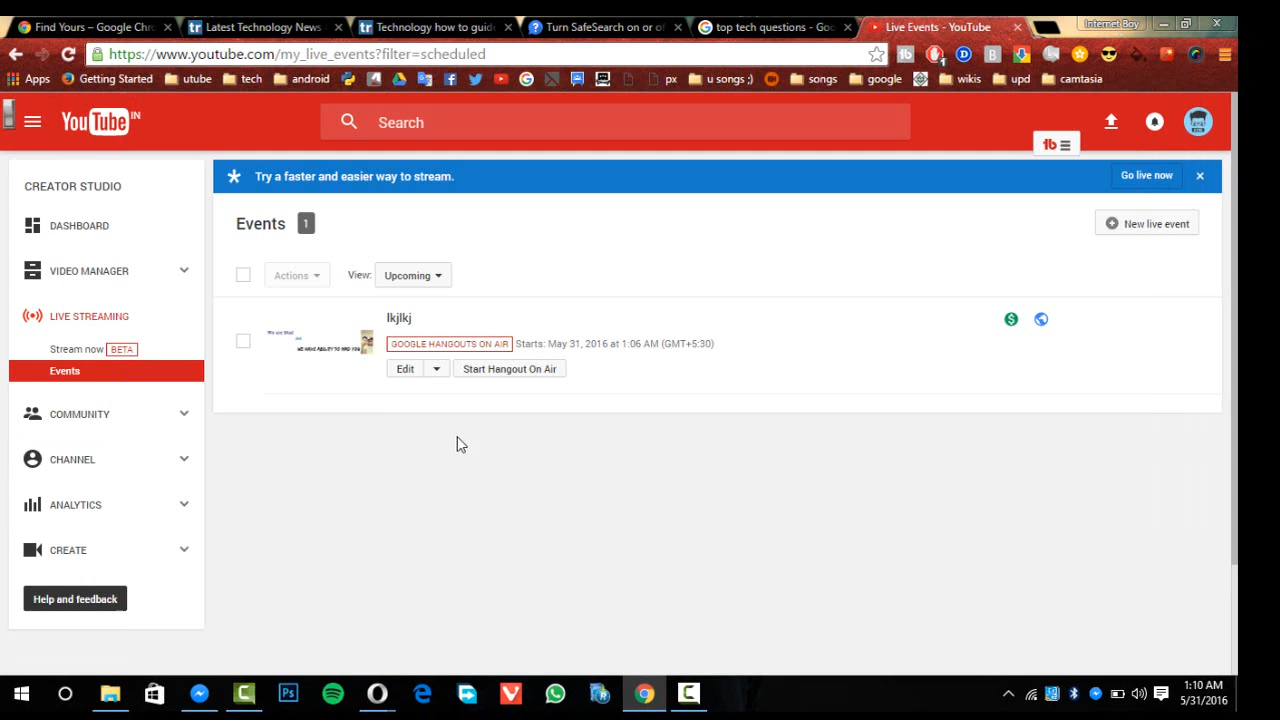 Find Yours – Google Chro
Latest Technology News
Technology how to guide
Turn SafeSearch on or of
top tech questions - Goo
Live Events - YouTube
Internet Boy
https://www.youtube.com/my_live_events?filter=scheduled
Apps
Getting Started
utube
tech
android
px
u songs ;)
songs
google
wikis
upd
camtasia
YouTube IN
Search
CREATOR STUDIO
DASHBOARD
VIDEO MANAGER
LIVE STREAMING
Stream now BETA
Events
COMMUNITY
CHANNEL
ANALYTICS
CREATE
Help and feedback
Try a faster and easier way to stream.
Go live now
Events 1
New live event
Actions
View: Upcoming
lkjlkj
GOOGLE HANGOUTS ON AIR Starts: May 31, 2016 at 1:06 AM (GMT+5:30)
Edit
Start Hangout On Air
1:10 AM
5/31/2016